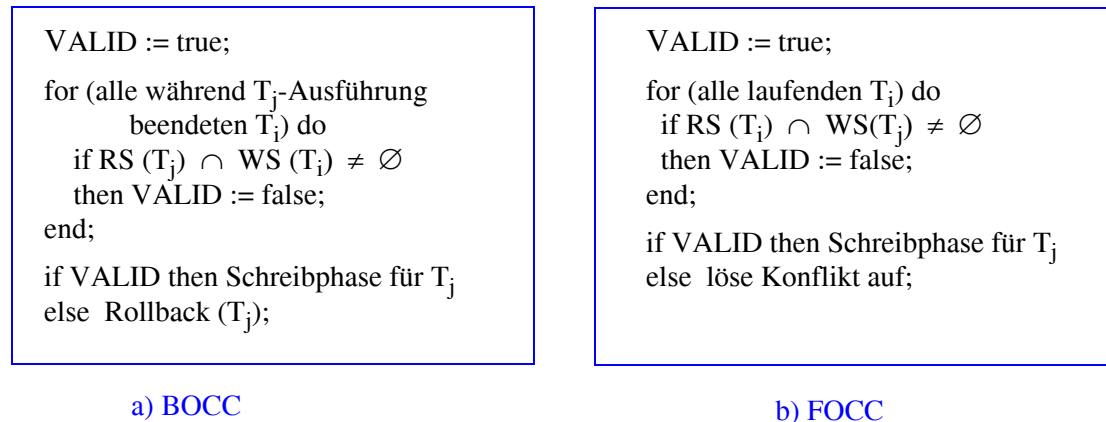 VALID := true;
for (alle während Tj-Ausführung
beendeten Ti) do
if RS (Tj) ∩ WS (Ti) ≠ ∅
then VALID := false;
end;
if VALID then Schreibphase für Tj
else Rollback (Tj);
a) BOCC
VALID := true;
for (alle laufenden Ti) do
if RS (Ti) ∩ WS(Tj) ≠ ∅
then VALID := false;
end;
if VALID then Schreibphase für Tj
else löse Konflikt auf;
b) FOCC